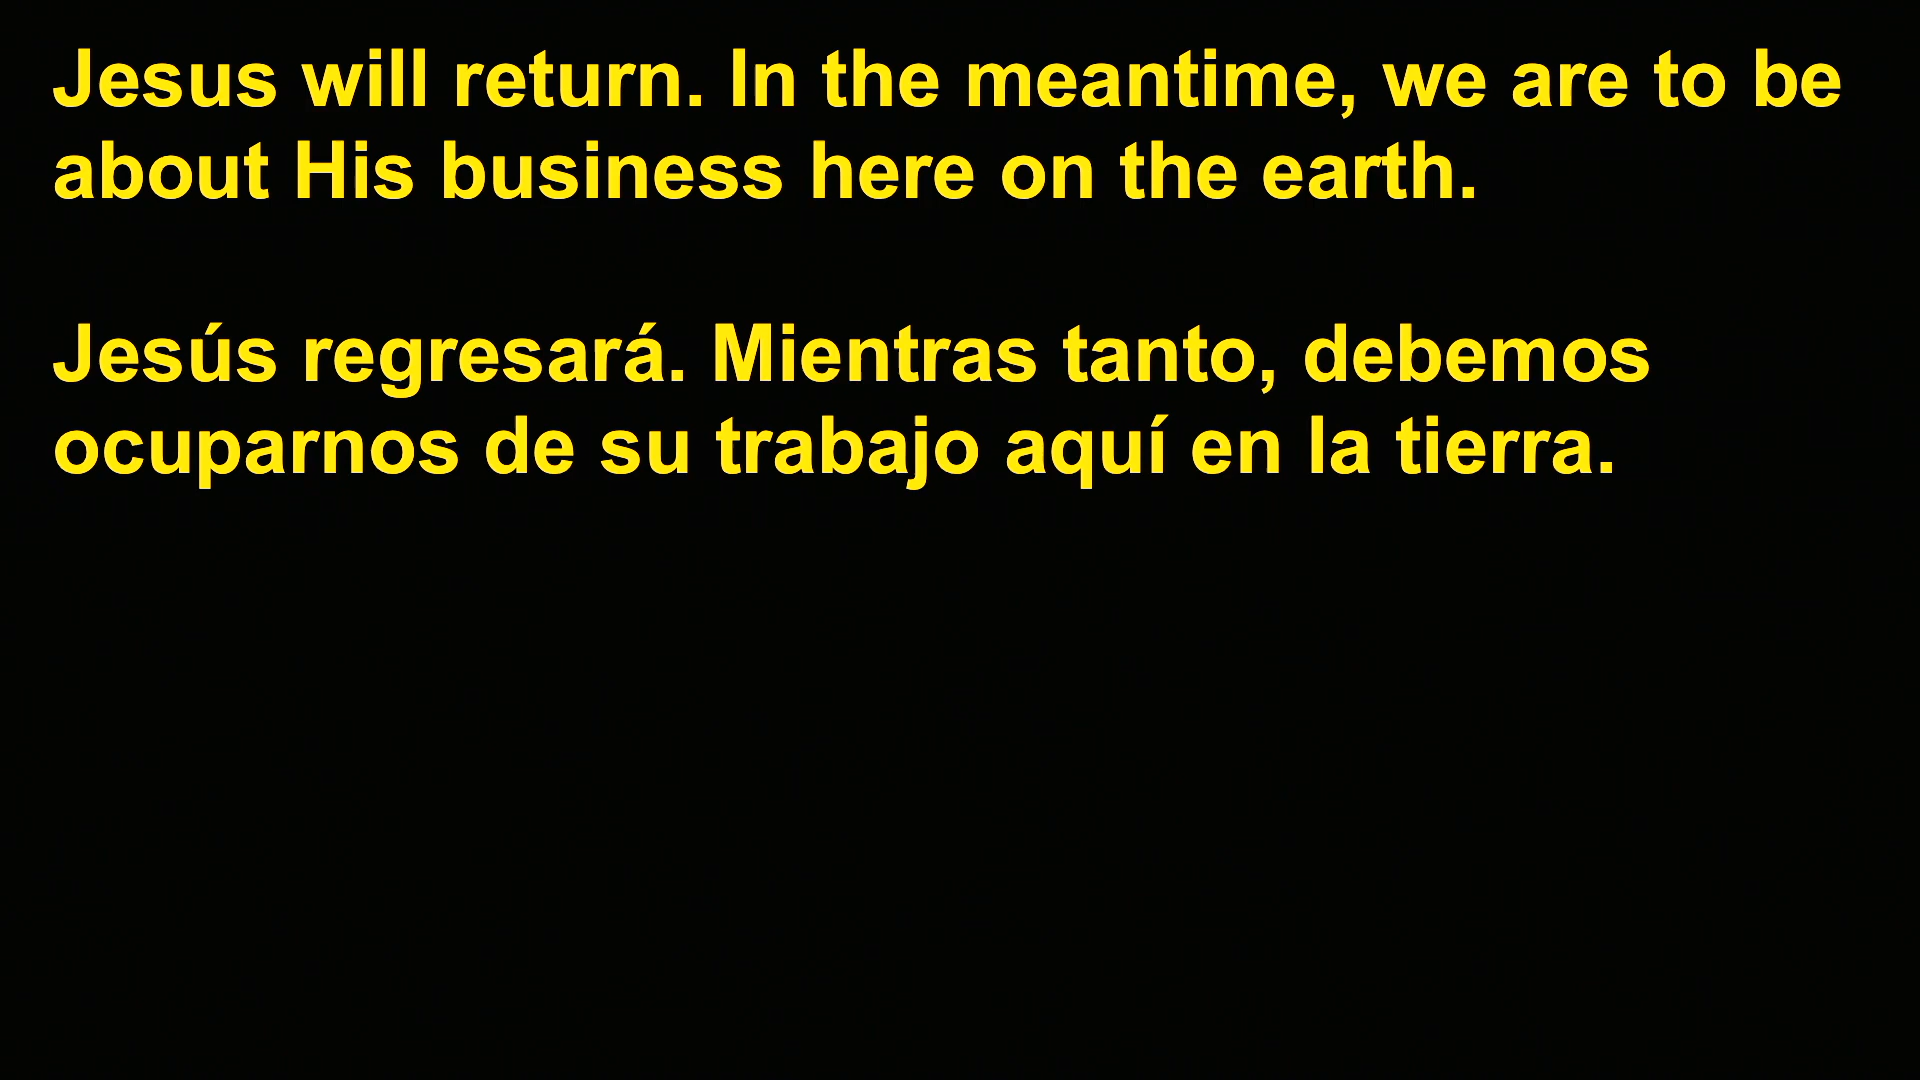 Jesus will return. In the meantime, we are to be
about His business here on the earth.
Jesús regresará. Mientras tanto, debemos
ocuparnos de su trabajo aquí en la tierra.